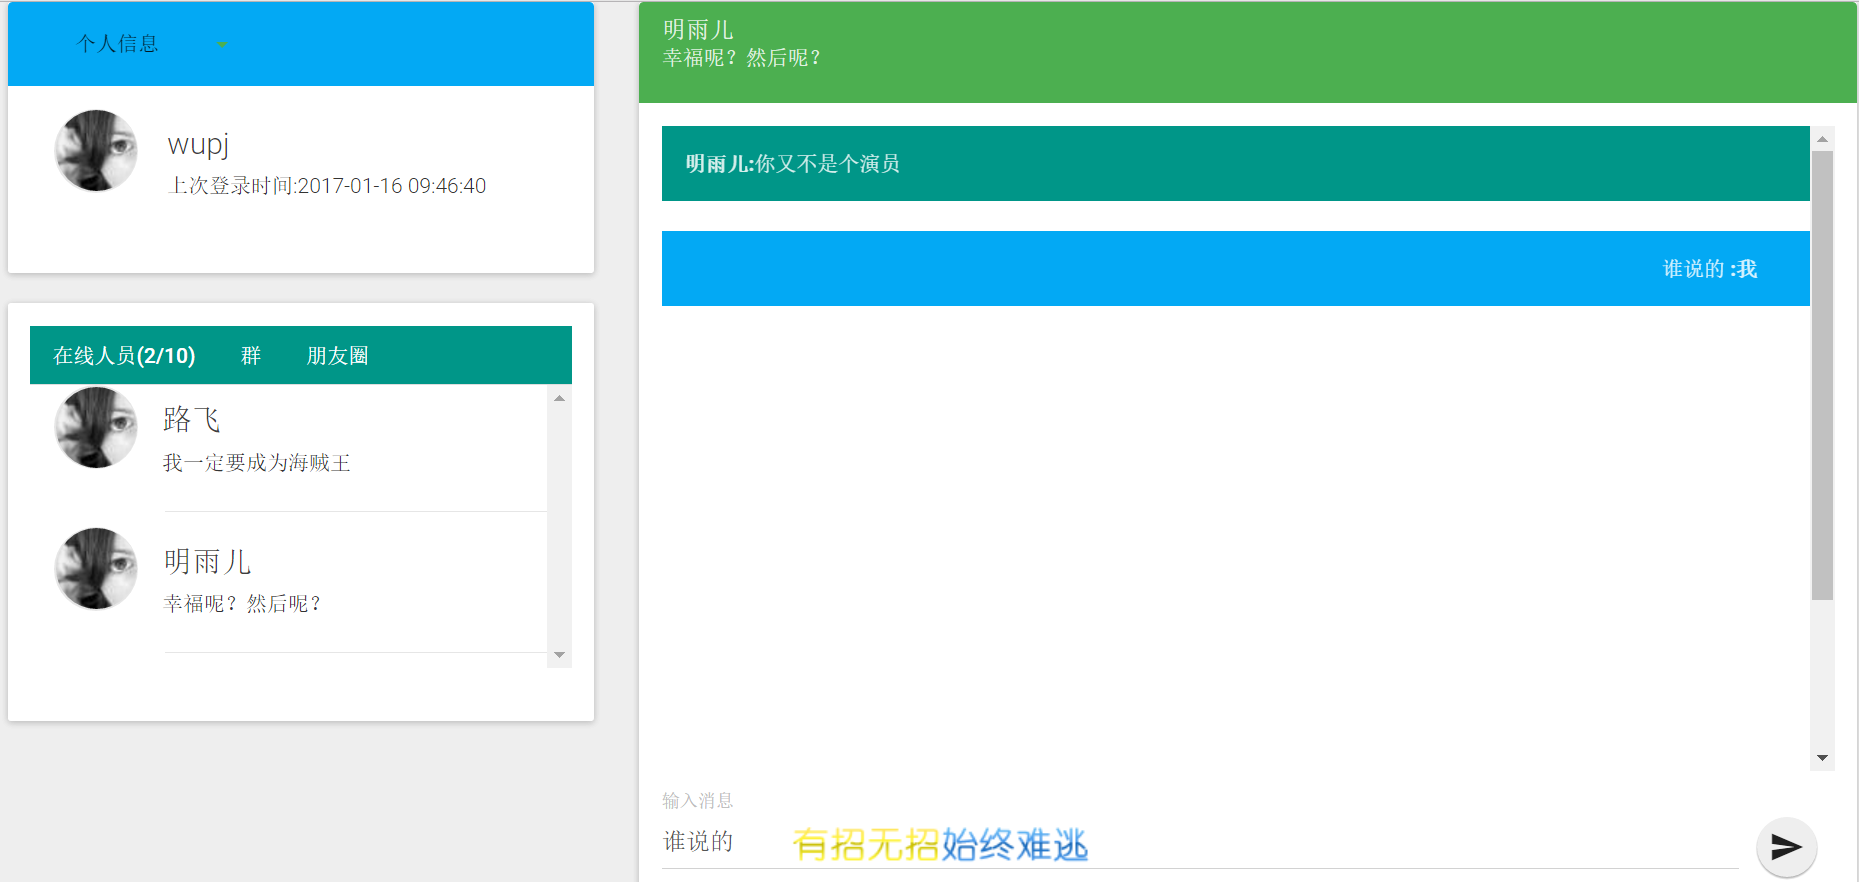 个人信息
wupj
上次登录时间:2017-01-16 09:46:40
在线人员(2/10) 群 朋友圈
路飞
我一定要成为海贼王
明雨儿
幸福呢？然后呢？
明雨儿
幸福呢？然后呢？
明雨儿:你又不是个演员
谁说的 :我
输入消息
谁说的
有招无招始终难逃